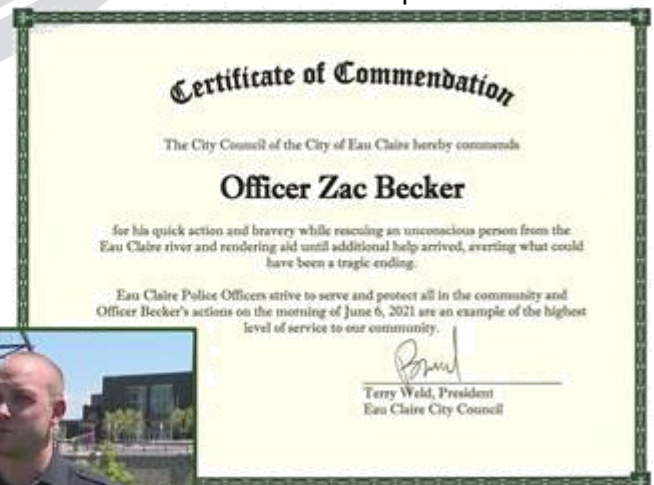 Certificate of Commendation
The City Council of the City of Eau Claire hereby commends
Officer Zac Becker
for his quick action and bravery while rescuing an unconscious person from the
Eau Claire river and rendering aid until additional help arrived, averting what could
have been a tragic ending.
Eau Claire Police Officers strive to serve and protect all in the community and
Officer Becker's actions on the morning of June 6, 2021 are an example of the highest
level of service to our community.
Terry Weld, President
Eau Claire City Council